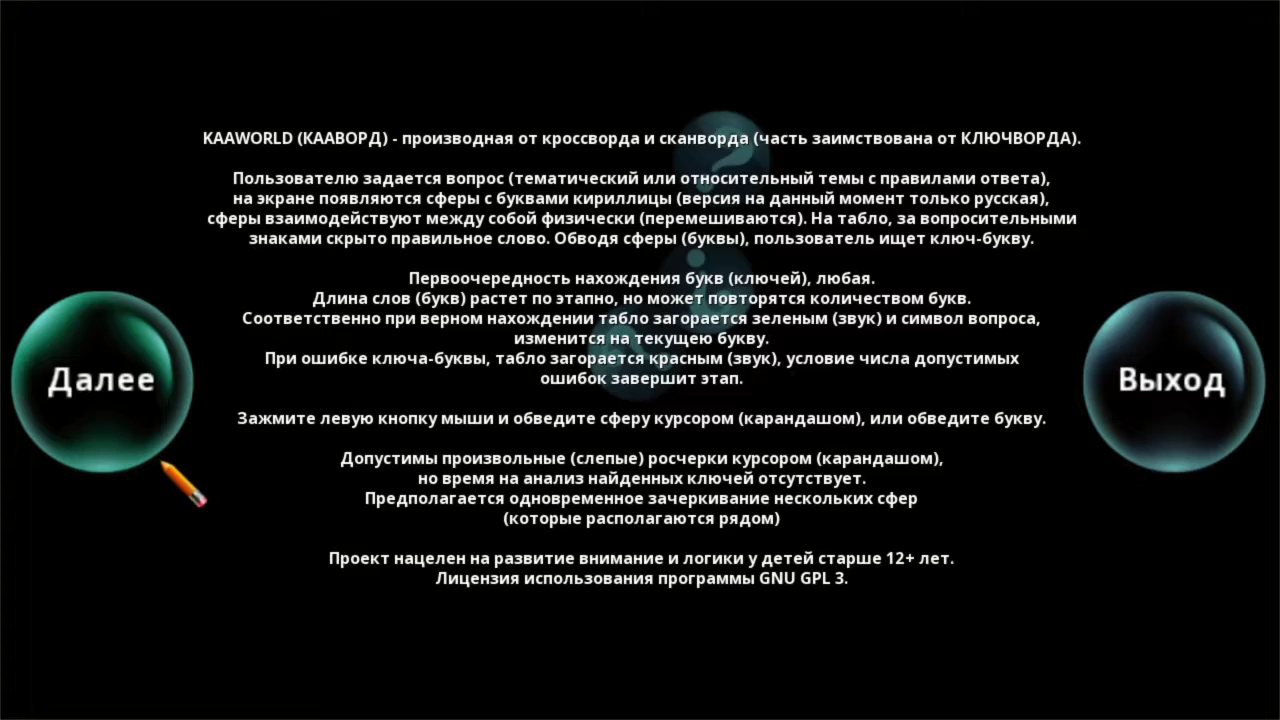 KAAWORLD (КААВОРД) - производная от кроссворда и сканворда (часть заимствована от КЛЮЧВОРДА).
Пользователю задается вопрос (тематический или относительный темы с правилами ответа),
на экране появляются сферы с буквами кириллицы (версия на данный момент только русская),
сферы взаимодействуют между собой физически (перемешиваются). На табло, за вопросительными
знаками скрыто правильное слово. Обводя сферы (буквы), пользователь ищет ключ-букву.
Первоочередность нахождения букв (ключей), любая.
Длина слов (букв) растет по этапно, но может повторятся количеством букв.
Соответственно при верном нахождении табло загорается зеленым (звук) и символ вопроса,
изменится на текущею букву.
При ошибке ключа-буквы, табло загорается красным (звук), условие числа допустимых
ошибок завершит этап.
Далее
Выход
Зажмите левую кнопку мыши и обведите сферу курсором (карандашом), или обведите букву.
Допустимы произвольные (слепые) росчерки курсором (карандашом),
но время на анализ найденных ключей отсутствует.
Предполагается одновременное зачеркивание нескольких сфер
(которые располагаются рядом)
Проект нацелен на развитие внимание и логики у детей старше 12+ лет.
Лицензия использования программы GNU GPL 3.